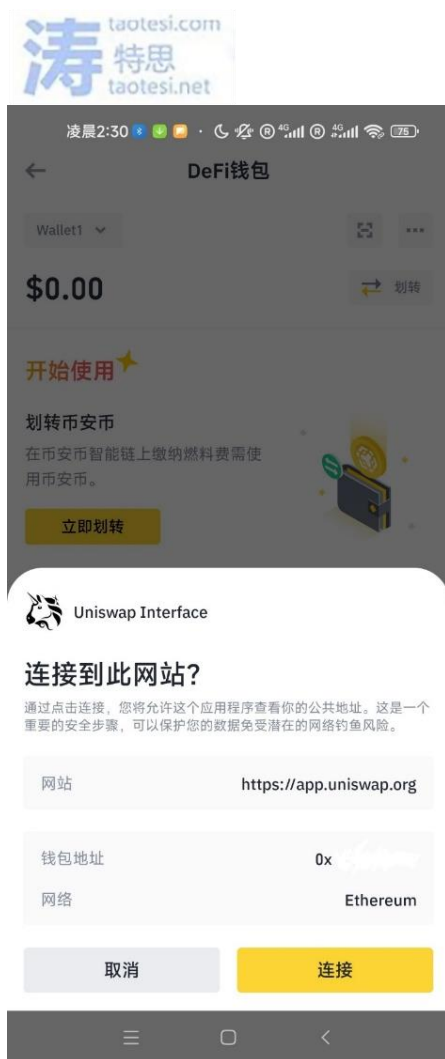 涛
taotesi.com
特思
taotesi.net
凌晨2:30
4G
4G
75
DeFi钱包
Wallet1
$0.00
划转
开始使用
划转币安币
在币安币智能链上缴纳燃料费需使
用币安币。
立即划转
Uniswap Interface
连接到此网站?
通过点击连接，您将允许这个应用程序查看你的公共地址。这是一个
重要的安全步骤，可以保护您的数据免受潜在的网络钓鱼风险。
网站 https://app.uniswap.org
钱包地址 0x
网络 Ethereum
取消 连接